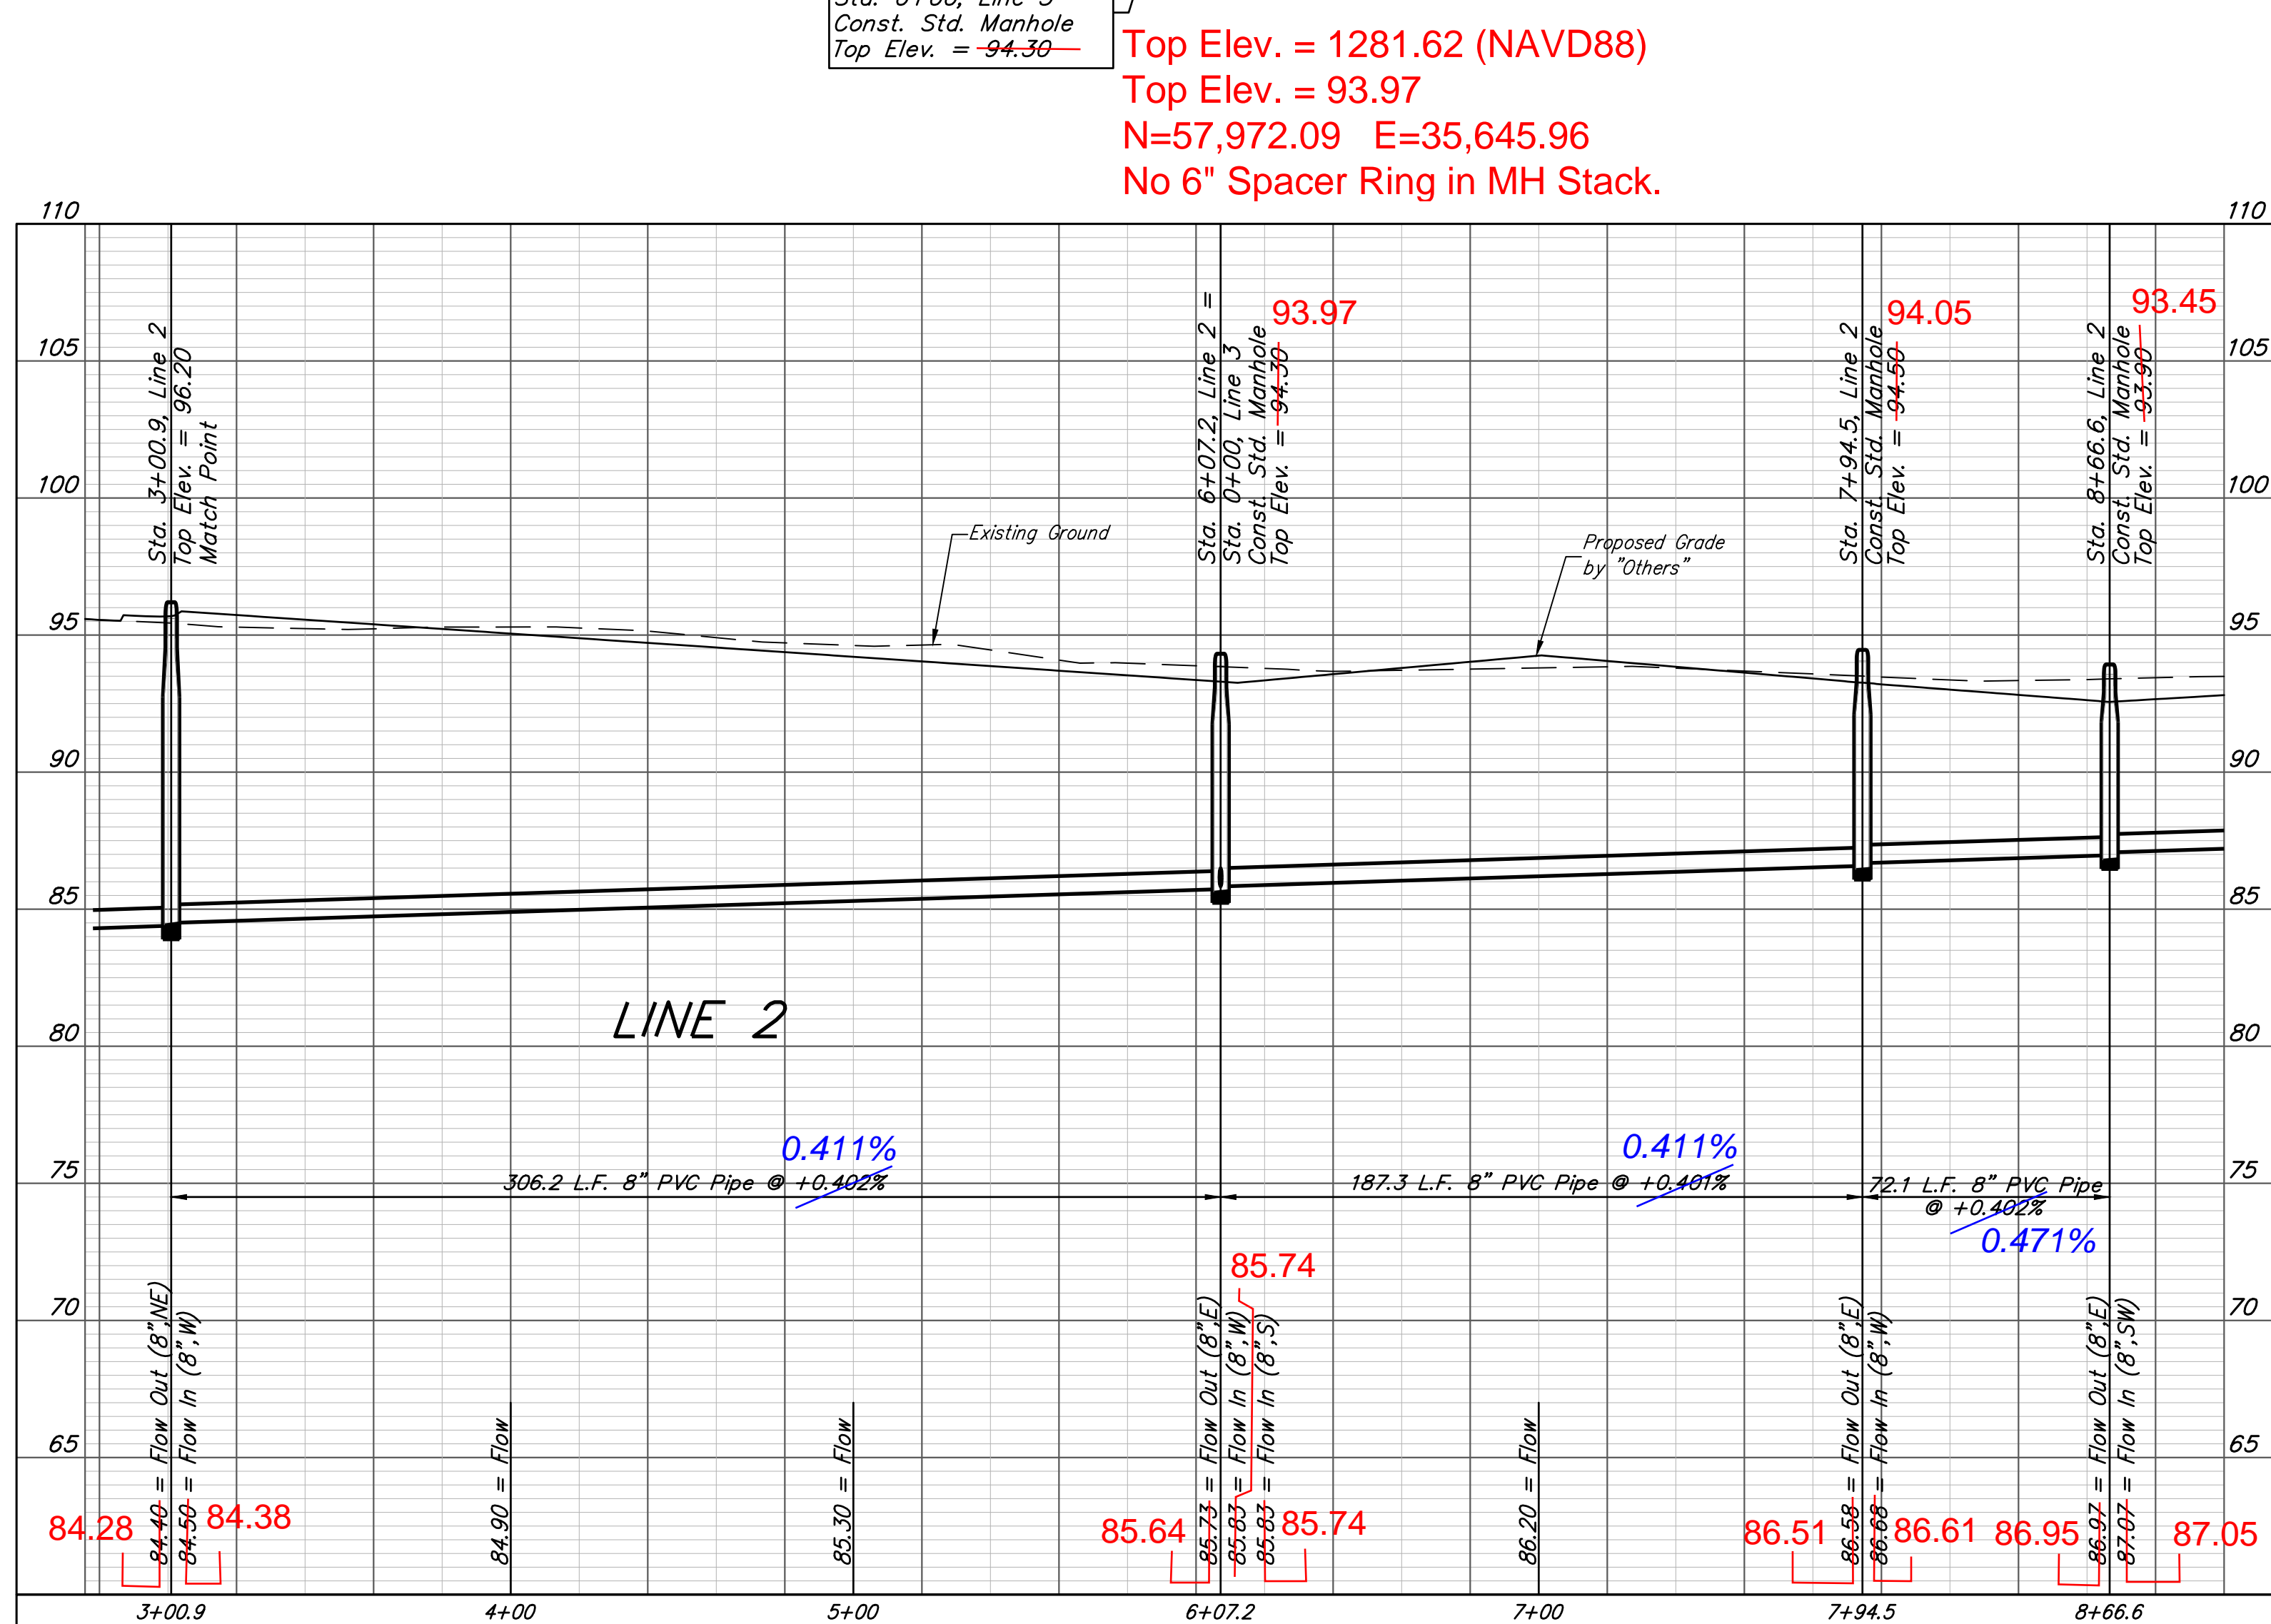 Const. Std. Manhole
Top Elev. = 94.30
Top Elev. = 1281.62 (NAVD88)
Top Elev. = 93.97
N=57,972.09 E=35,645.96
No 6" Spacer Ring in MH Stack.
110
110
105
105
100
100
95
95
90
90
85
85
80
80
75
75
70
70
65
65
Sta. 3+00.9, Line 2
Top Elev. = 96.20
Match Point
Sta. 6+07.2, Line 2 =
Sta. 0+00, Line 3
Const. Std. Manhole
Top Elev. = 94.30
93.97
Sta. 7+94.5, Line 2
Const. Std. Manhole
Top Elev. = 94.50
94.05
Sta. 8+66.6, Line 2
Const. Std. Manhole
Top Elev. = 93.90
93.45
Existing Ground
Proposed Grade
by "Others"
LINE 2
0.411%
306.2 L.F. 8" PVC Pipe @ +0.402%
0.411%
187.3 L.F. 8" PVC Pipe @ +0.401%
72.1 L.F. 8" PVC Pipe
@ +0.402%
0.471%
84.40 = Flow Out (8",NE)
84.50 = Flow In (8",W)
84.28
84.38
84.90 = Flow
85.30 = Flow
85.74
85.73 = Flow Out (8",E)
85.83 = Flow In (8",W)
85.83 = Flow In (8",S)
85.64
85.74
86.20 = Flow
86.58 = Flow Out (8",E)
86.68 = Flow In (8",W)
86.51
86.61
86.97 = Flow Out (8",E)
87.07 = Flow In (8",SW)
86.95
87.05
3+00.9
4+00
5+00
6+07.2
7+00
7+94.5
8+66.6